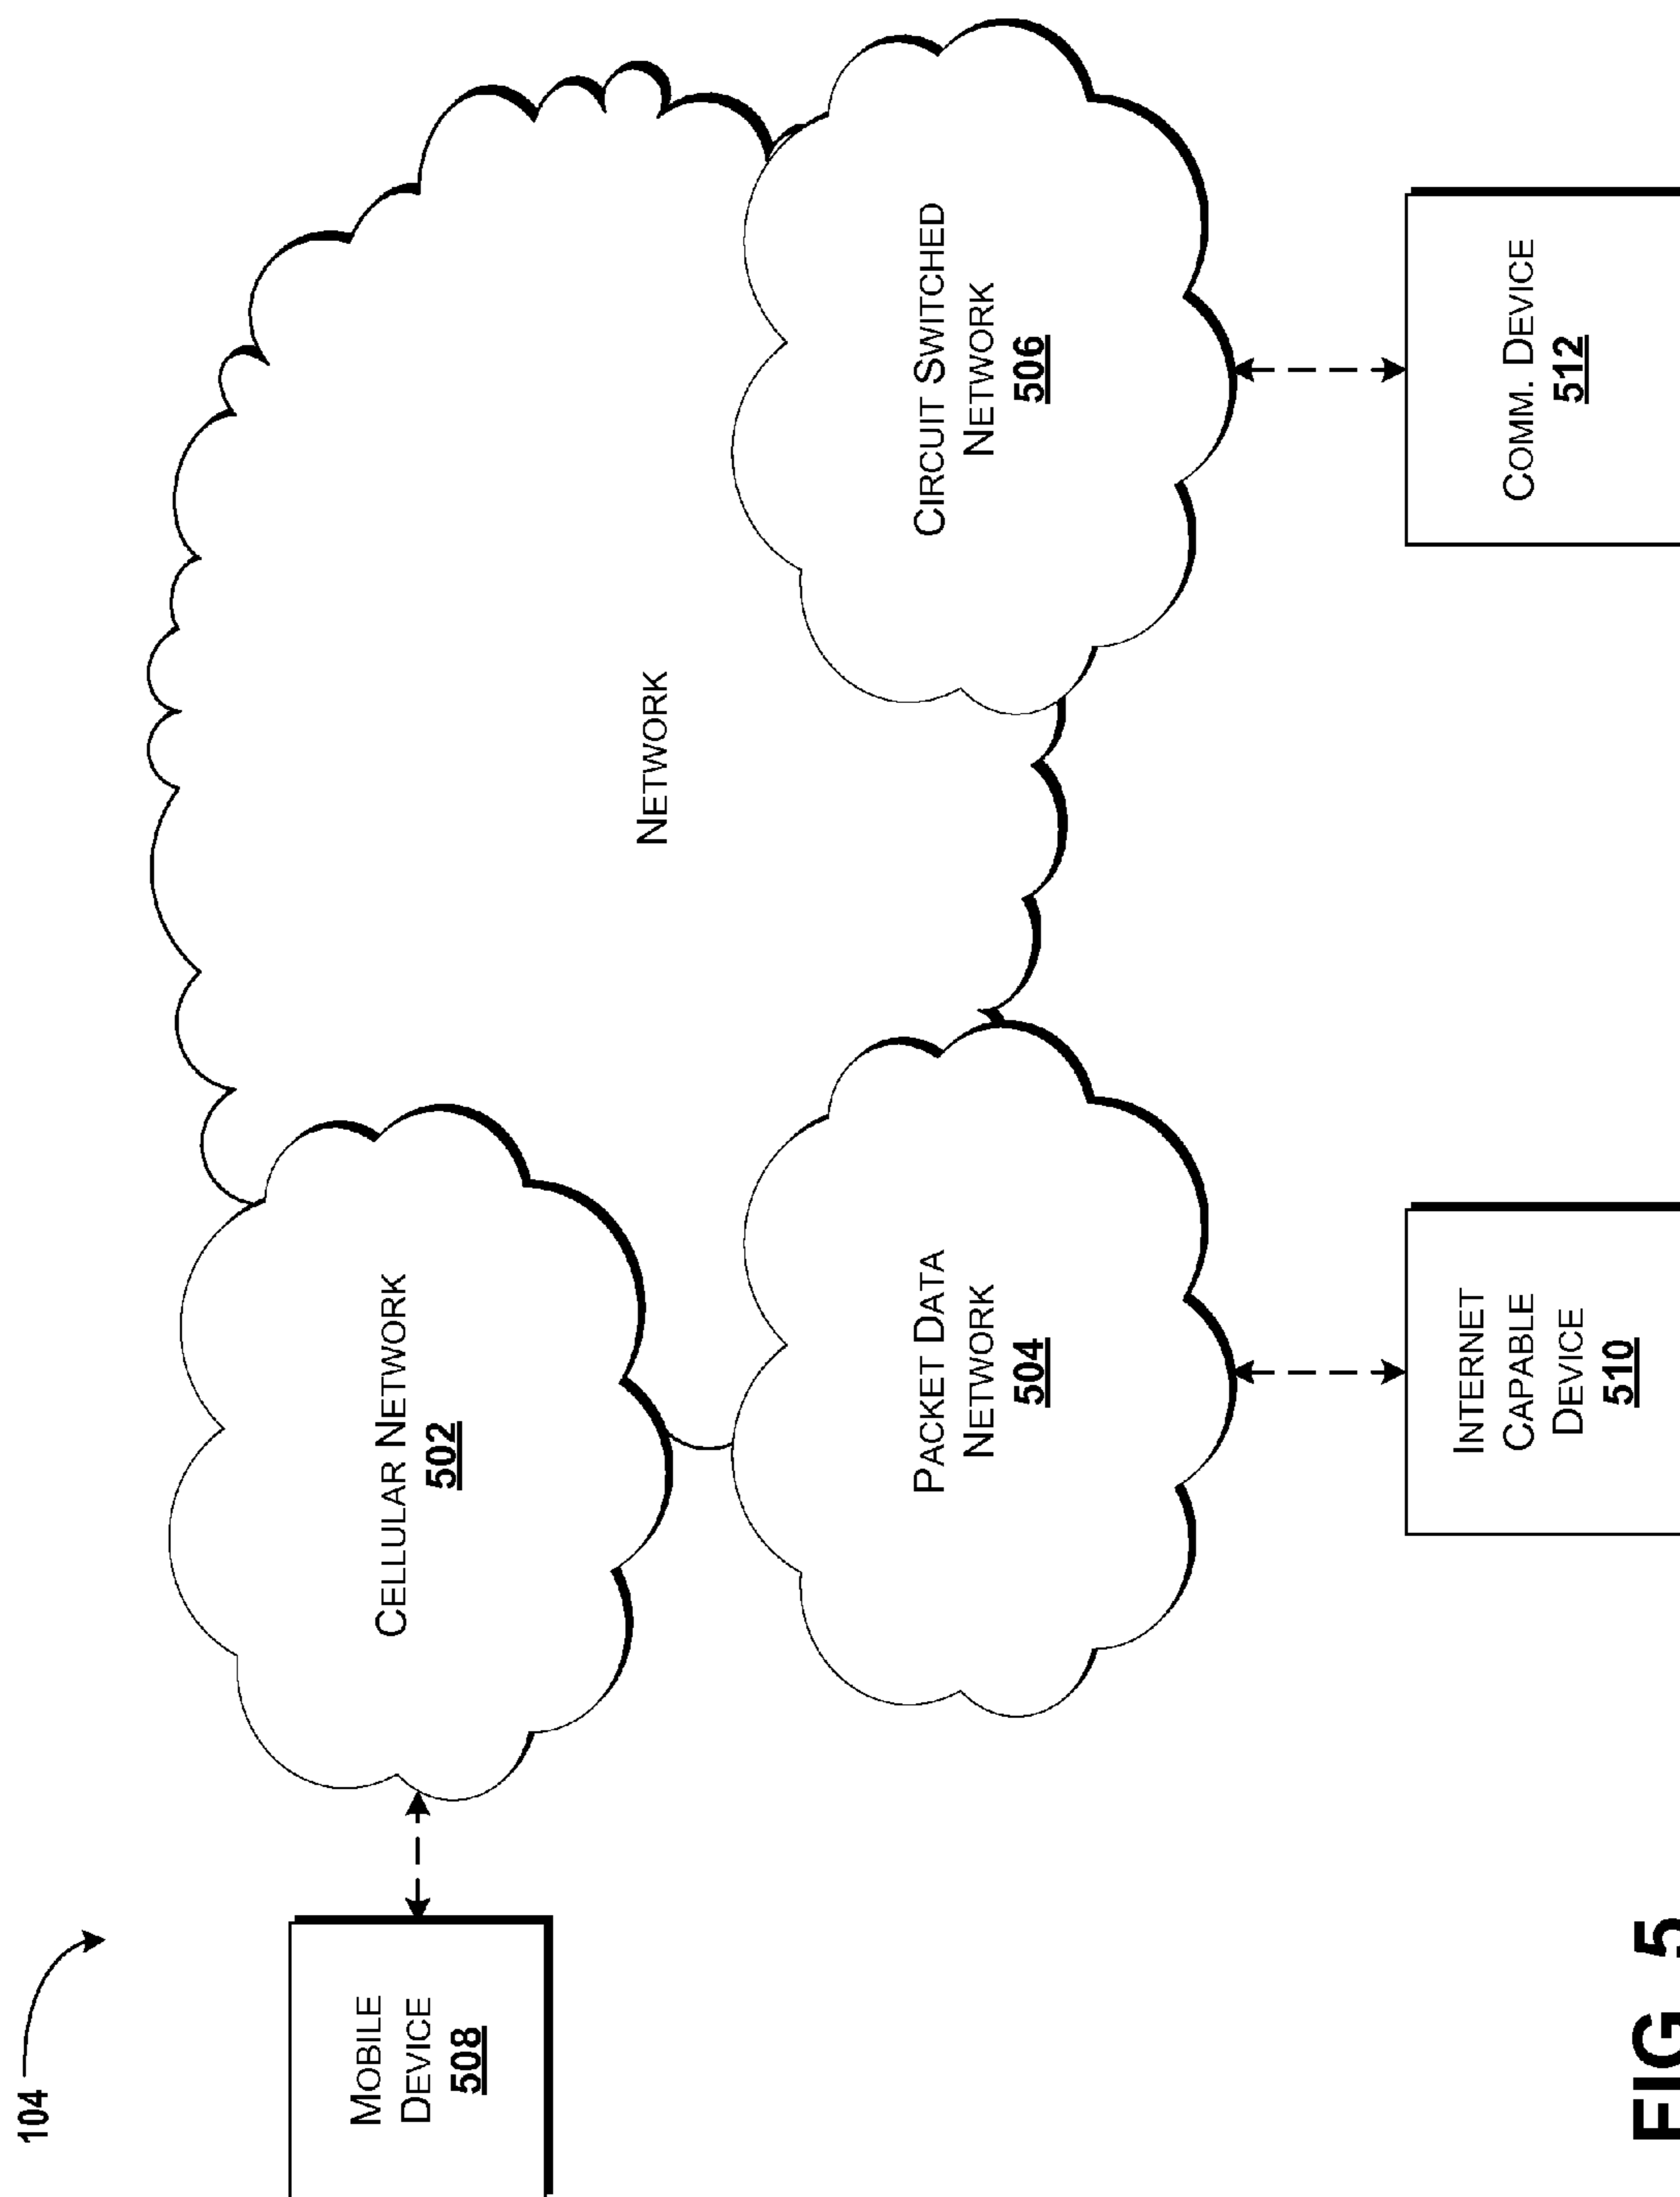 104
MOBILE
DEVICE
508
CELLULAR NETWORK
502
NETWORK
PACKET DATA
NETWORK
504
CIRCUIT SWITCHED
NETWORK
506
INTERNET
CAPABLE
DEVICE
510
COMM. DEVICE
512
FIG 5